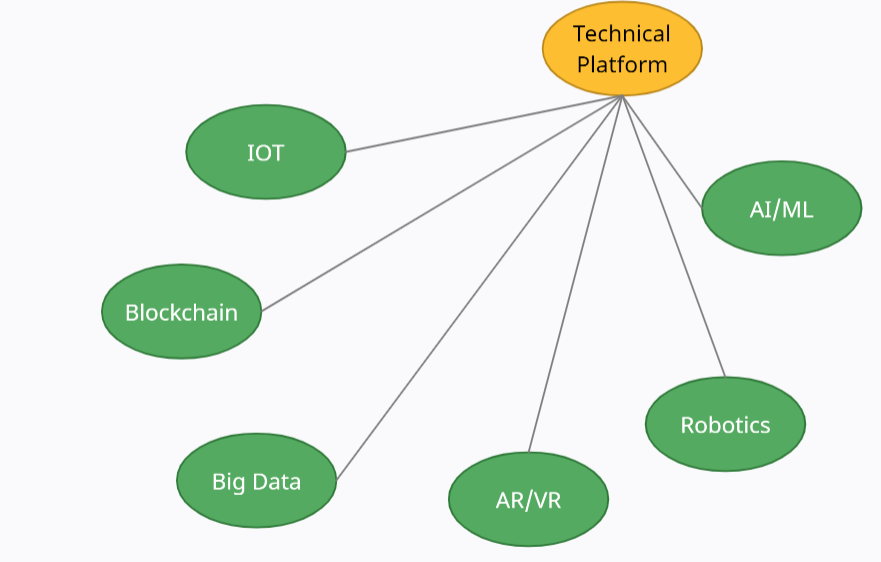 Technical
Platform
IOT
AI/ML
Blockchain
Robotics
Big Data
AR/VR